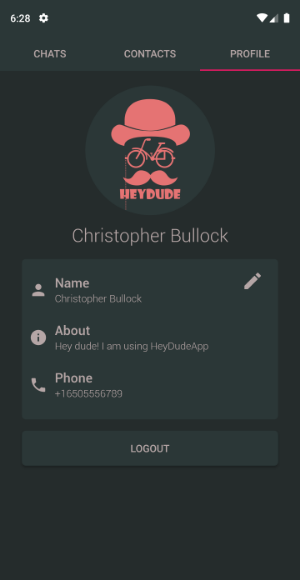 6:28
CHATS CONTACTS PROFILE
HEYDUDE
Christopher Bullock
Name
Christopher Bullock
About
Hey dude! I am using HeyDudeApp
Phone
+16505556789
LOGOUT